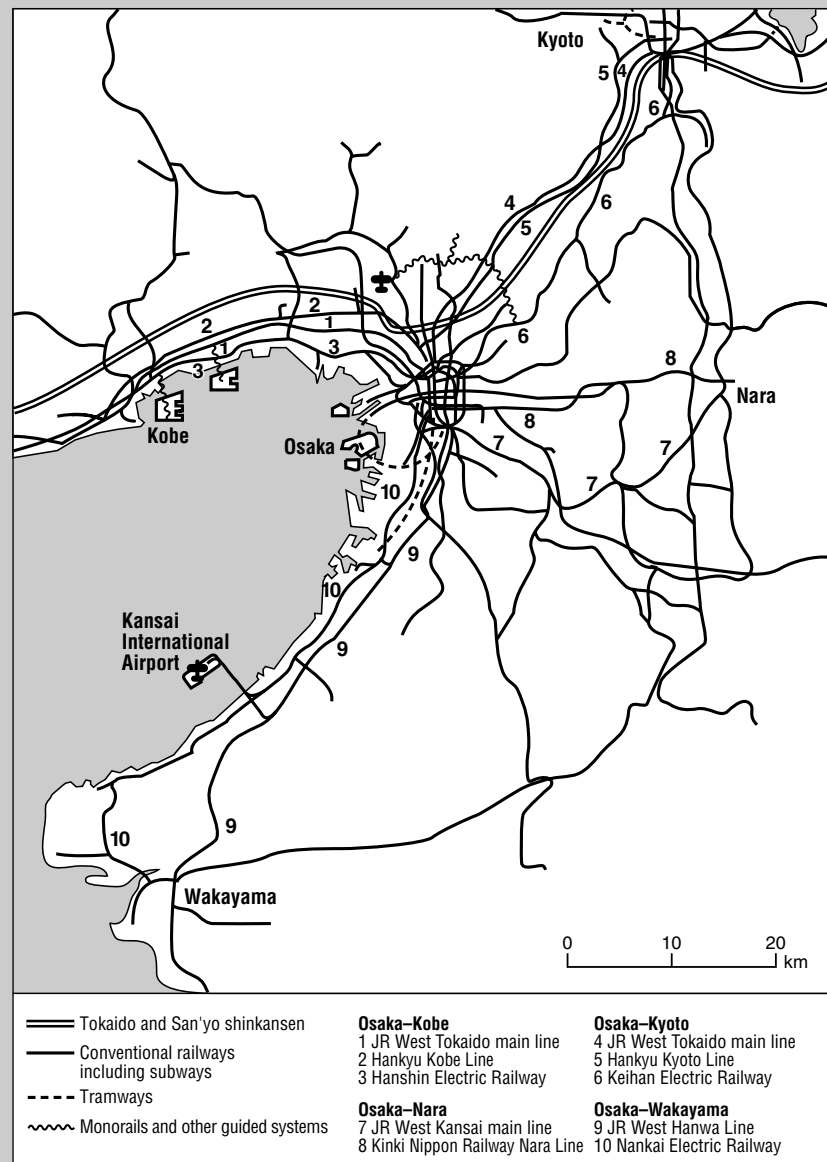 Kyoto
5
4
6
4
6
5
2
2
1
6
1
3
3
8
Nara
Kobe
Osaka
8
7
7
7
10
9
10
Kansai
International
Airport
9
9
10
Wakayama
0 10 20
km
Tokaido and San'yo shinkansen
Conventional railways
including subways
Tramways
Monorails and other guided systems
Osaka–Kobe
1 JR West Tokaido main line
2 Hankyu Kobe Line
3 Hanshin Electric Railway
Osaka–Nara
7 JR West Kansai main line
8 Kinki Nippon Railway Nara Line
Osaka–Kyoto
4 JR West Tokaido main line
5 Hankyu Kyoto Line
6 Keihan Electric Railway
Osaka–Wakayama
9 JR West Hanwa Line
10 Nankai Electric Railway